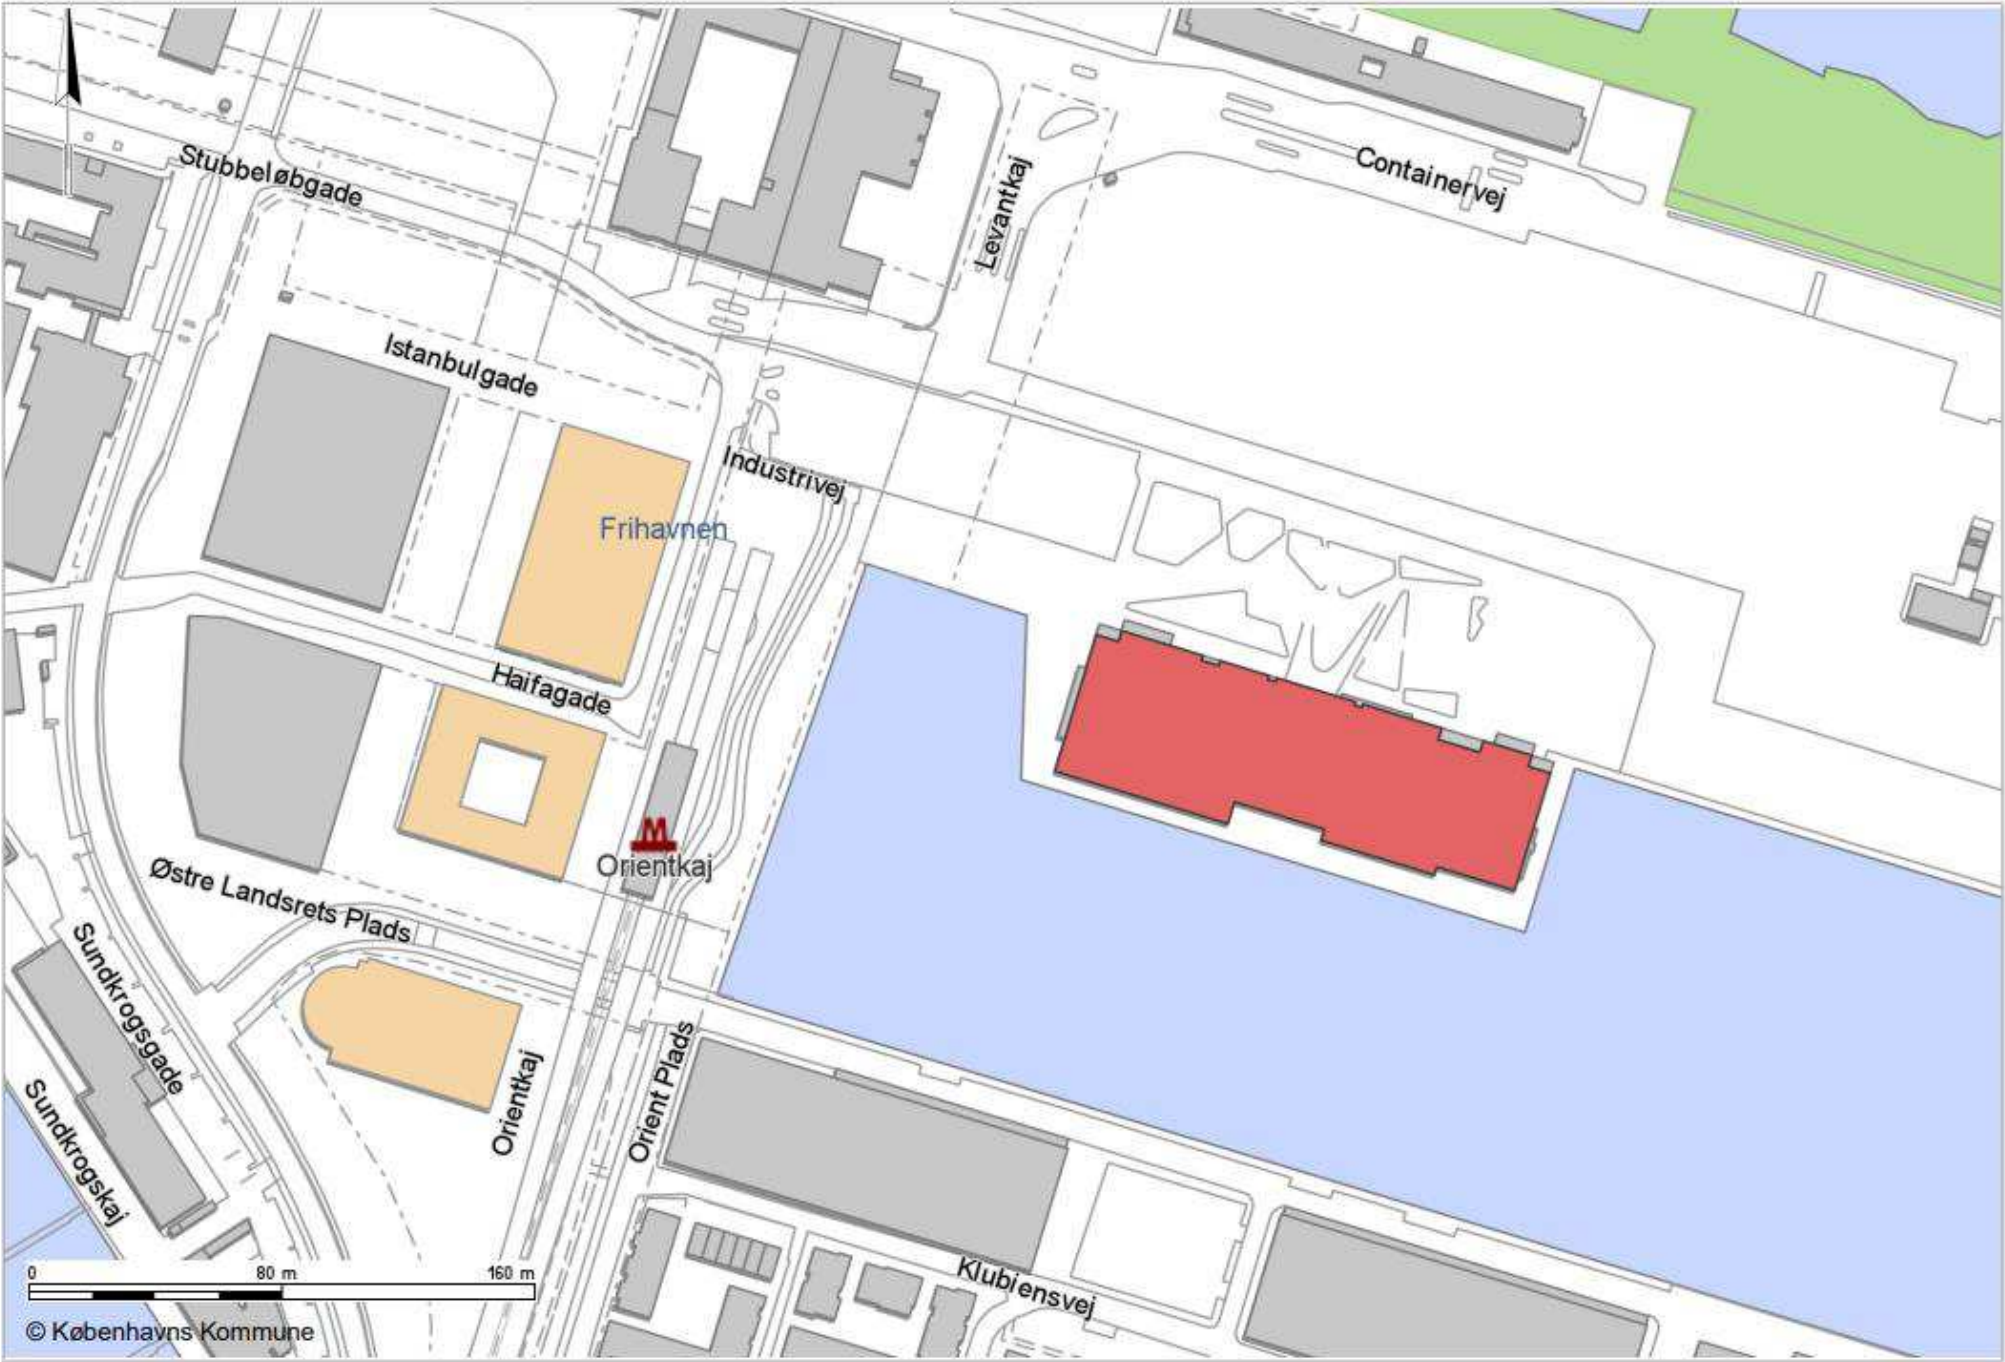 Stubbeløbgade
Levantkaj
Containervej
Istanbulgade
Industrivej
Frihavnen
Haifagade
M
Orientkaj
Østre Landsrets Plads
Sundkrogsgade
Orientkaj
Orient Plads
Sundkrogskaj
Klubiensvej
0 80 m 160 m
© Københavns Kommune